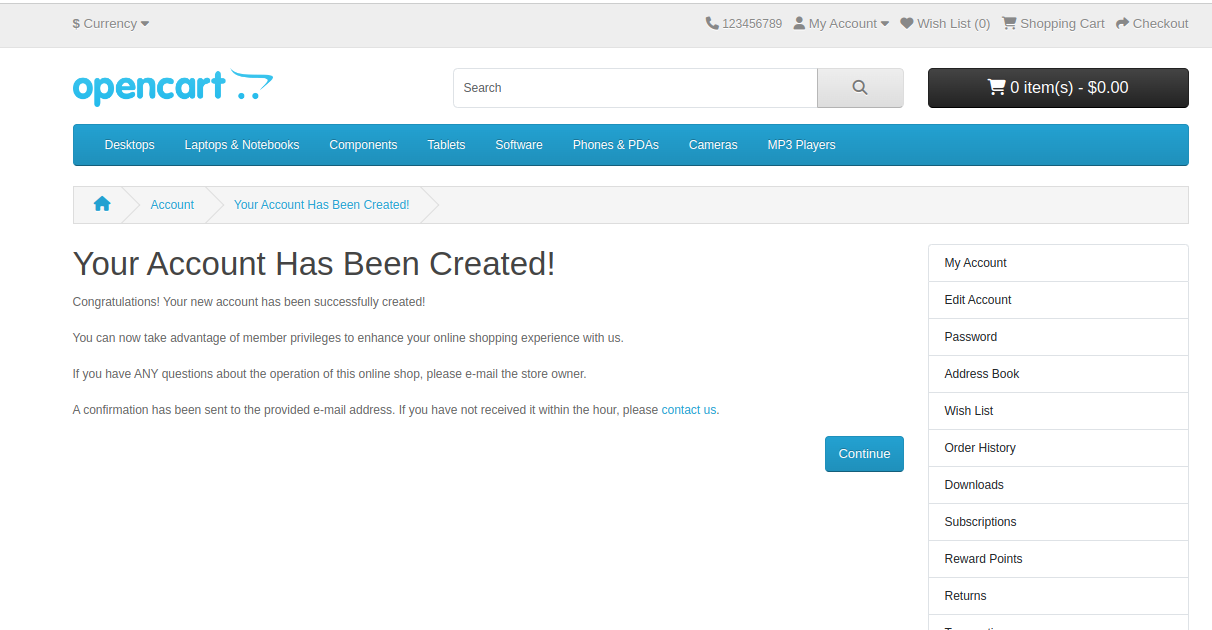 $ Currency
123456789 My Account Wish List (0) Shopping Cart Checkout
opencart
Search
0 item(s) - $0.00
Desktops Laptops & Notebooks Components Tablets Software Phones & PDAs Cameras MP3 Players
Account Your Account Has Been Created!
Your Account Has Been Created!
Congratulations! Your new account has been successfully created!
You can now take advantage of member privileges to enhance your online shopping experience with us.
If you have ANY questions about the operation of this online shop, please e-mail the store owner.
A confirmation has been sent to the provided e-mail address. If you have not received it within the hour, please contact us.
Continue
My Account
Edit Account
Password
Address Book
Wish List
Order History
Downloads
Subscriptions
Reward Points
Returns